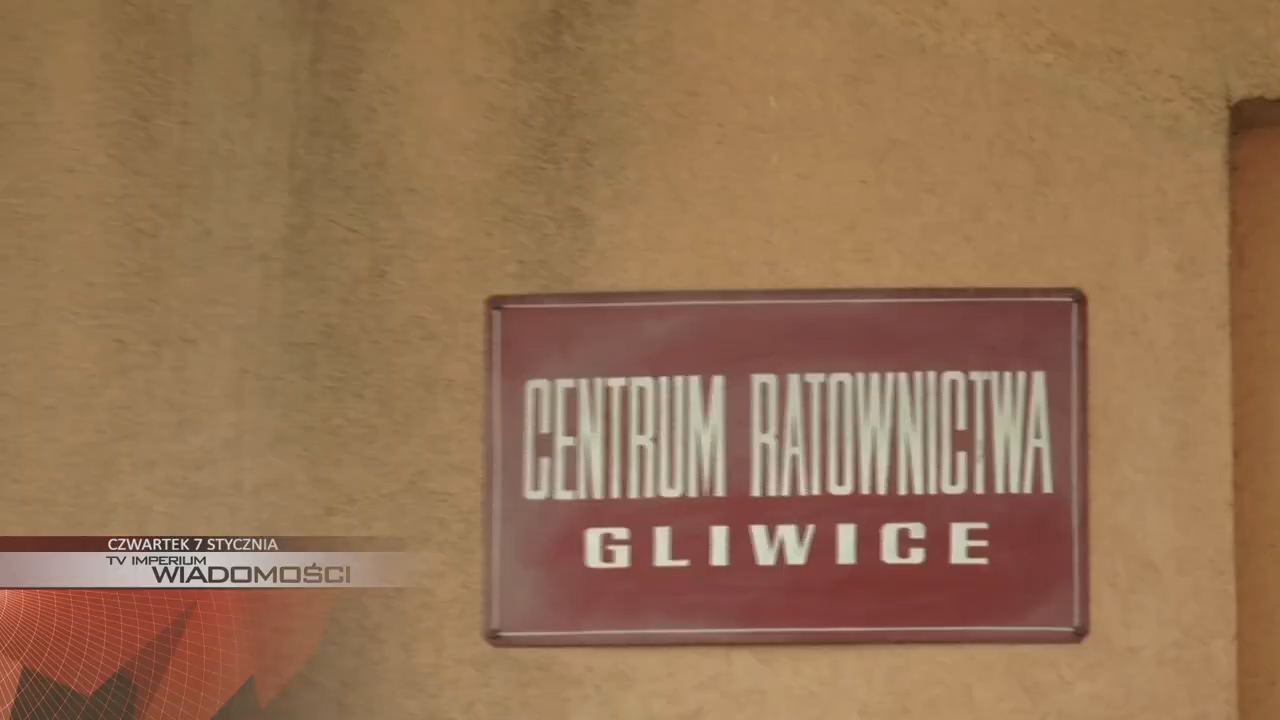 CENTRUM RATOWNICTWA
GLIWICE
CZWARTEK 7 STYCZNIA
TV IMPERIUM
WIADOMOŚCI